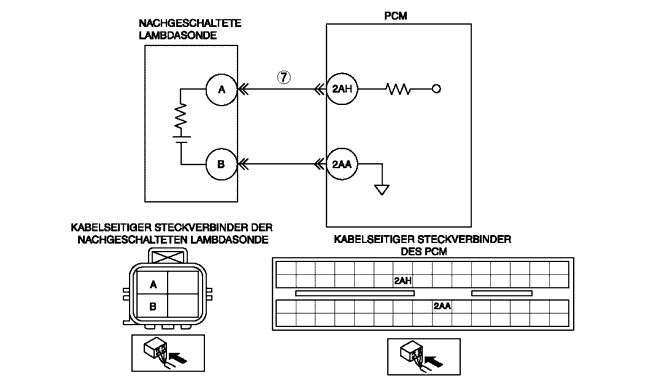 NACHGESCHALTETE
LAMBDASONDE
PCM
A
7
2AH
B
2AA
KABELSEITIGER STECKVERBINDER DER
NACHGESCHALTETEN LAMBDASONDE
KABELSEITIGER STECKVERBINDER
DES PCM
A
B
2AH
2AA